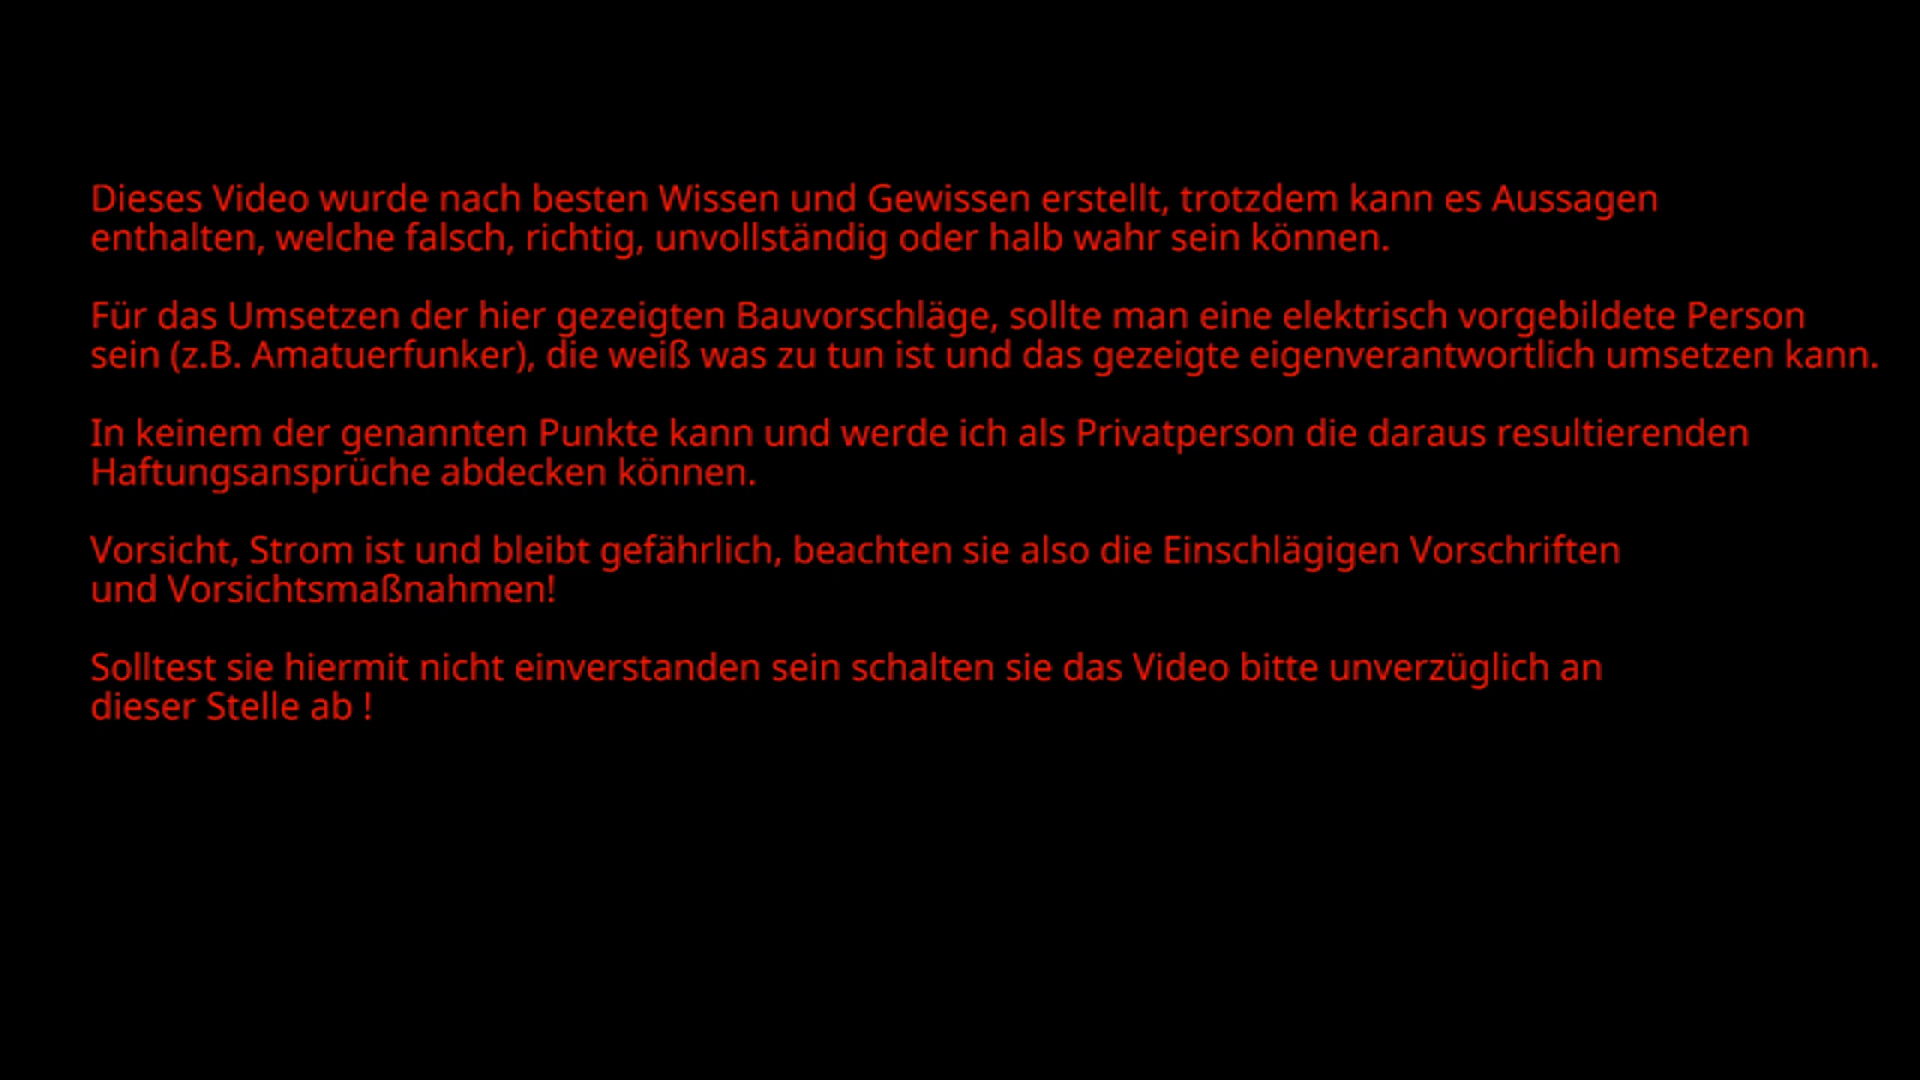 Dieses Video wurde nach besten Wissen und Gewissen erstellt, trotzdem kann es Aussagen
enthalten, welche falsch, richtig, unvollständig oder halb wahr sein können.
Für das Umsetzen der hier gezeigten Bauvorschläge, sollte man eine elektrisch vorgebildete Person
sein (z.B. Amatuerfunker), die weiß was zu tun ist und das gezeigte eigenverantwortlich umsetzen kann.
In keinem der genannten Punkte kann und werde ich als Privatperson die daraus resultierenden
Haftungsansprüche abdecken können.
Vorsicht, Strom ist und bleibt gefährlich, beachten sie also die Einschlägigen Vorschriften
und Vorsichtsmaßnahmen!
Solltest sie hiermit nicht einverstanden sein schalten sie das Video bitte unverzüglich an
dieser Stelle ab !